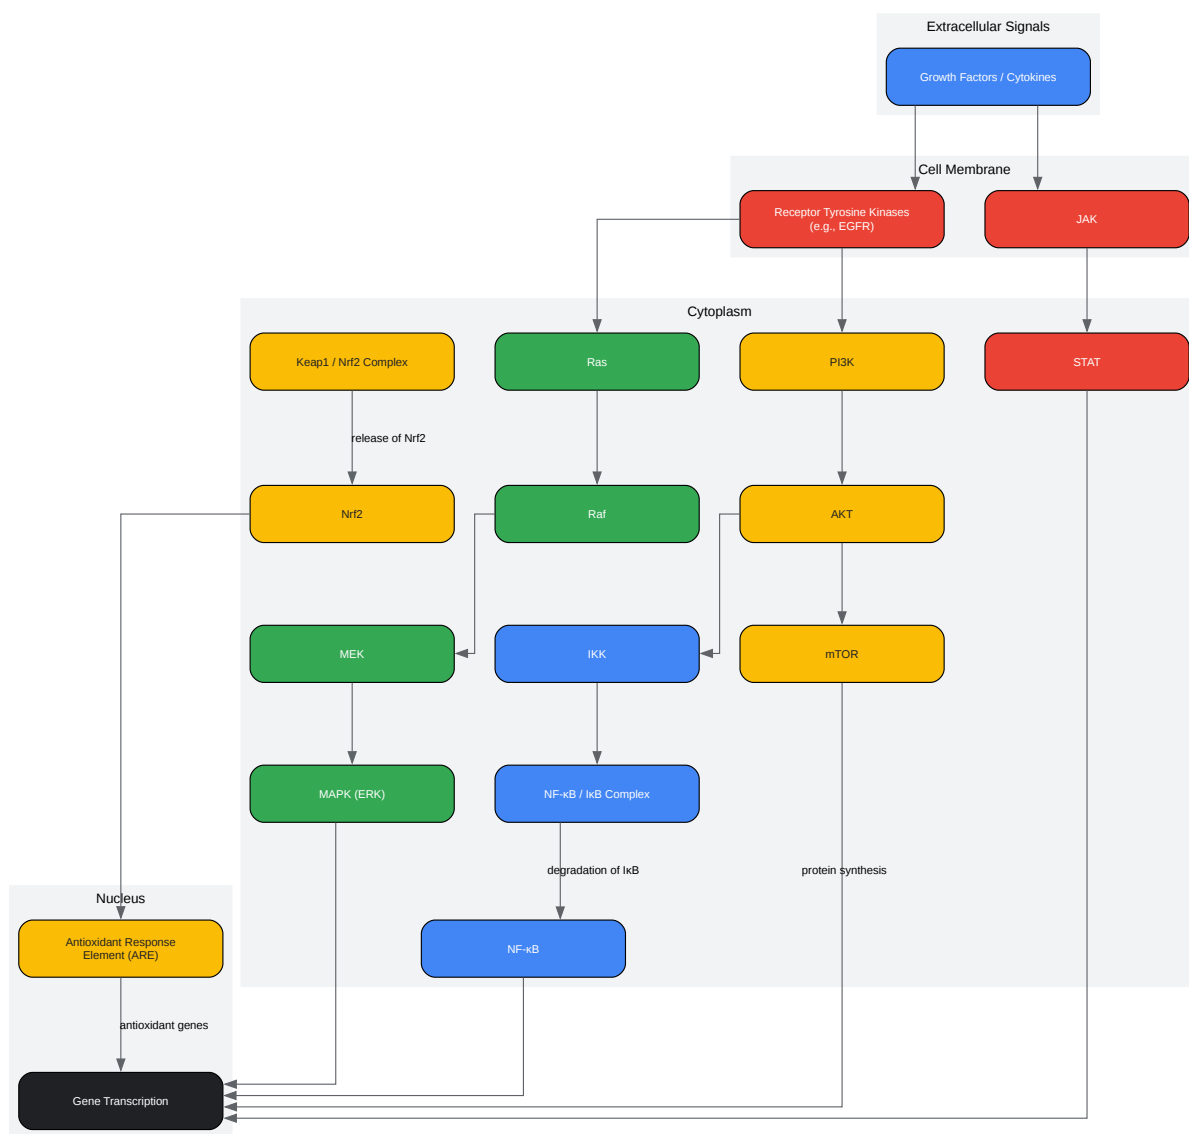 Extracellular Signals
Growth Factors / Cytokines
Cell Membrane
Receptor Tyrosine Kinases
(e.g., EGFR)
JAK
Cytoplasm
Keap1 / Nrf2 Complex
Ras
PI3K
STAT
release of Nrf2
Nrf2
Raf
AKT
MEK
IKK
mTOR
MAPK (ERK)
NF-κB / IκB Complex
degradation of IκB
protein synthesis
Nucleus
Antioxidant Response
Element (ARE)
NF-κB
antioxidant genes
Gene Transcription